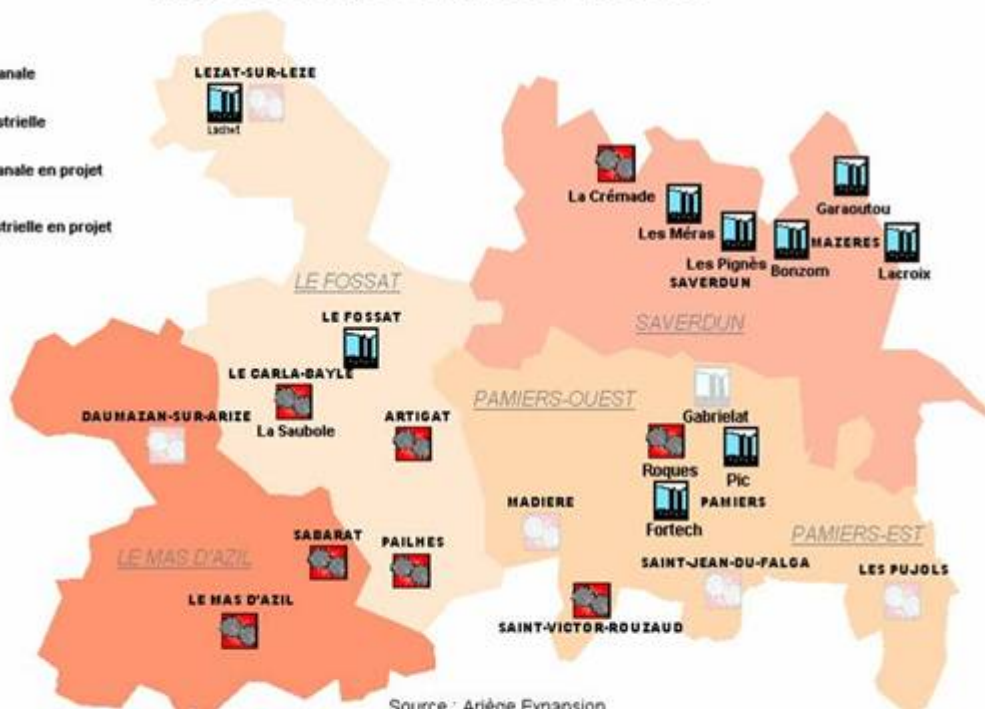 anale
LEZAT-SUR-LEZE
strielle
anale en projet
strielle en projet
La Crémade
Garaoutou
Les Méras
MAZERES
Les Pignès
Bonzom
Lacroix
SAVERDUN
LE FOSSAT
SAVERDUN
LE FOSSAT
LE CARLA-BAYLE
PAMIERS-OUEST
DAUMAZAN-SUR-ARIZE
La Saubole
ARTIGAT
Gabrielat
Roques
Pic
MADIERE
PAMIERS
Fortech
PAMIERS-EST
SABARAT
PAILHES
LE MAS D'AZIL
SAINT-JEAN-DU-FALGA
LES PUJOLS
LE MAS D'AZIL
SAINT-VICTOR-ROUZAUD
Source : Ariège Expansion